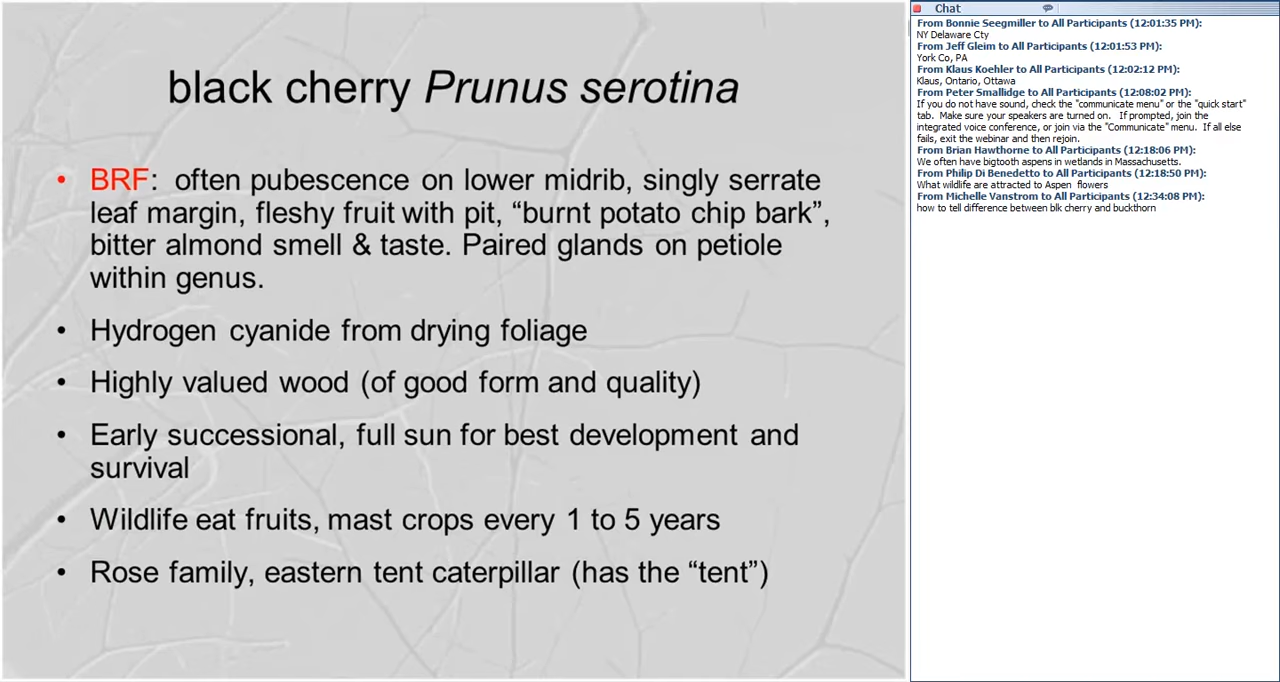 black cherry Prunus serotina
• BRF: often pubescence on lower midrib, singly serrate
leaf margin, fleshy fruit with pit, “burnt potato chip bark”,
bitter almond smell & taste. Paired glands on petiole
within genus.
• Hydrogen cyanide from drying foliage
• Highly valued wood (of good form and quality)
• Early successional, full sun for best development and
survival
• Wildlife eat fruits, mast crops every 1 to 5 years
• Rose family, eastern tent caterpillar (has the “tent”)
Chat
From Bonnie Seegmiller to All Participants (12:01:35 PM):
NY Delaware Cty
From Jeff Gleim to All Participants (12:01:53 PM):
York Co, PA
From Klaus Koehler to All Participants (12:02:12 PM):
Klaus, Ontario, Ottawa
From Peter Smallidge to All Participants (12:08:02 PM):
If you do not have sound, check the "communicate menu" or the "quick start"
tab. Make sure your speakers are turned on. If prompted, join the
integrated voice conference, or join via the "Communicate" menu. If all else
fails, exit the webinar and then rejoin.
From Brian Hawthorne to All Participants (12:18:06 PM):
We often have bigtooth aspens in wetlands in Massachusetts.
From Philip Di Benedetto to All Participants (12:18:50 PM):
What wildlife are attracted to Aspen flowers
From Michelle Vanstrom to All Participants (12:34:08 PM):
how to tell difference between blk cherry and buckthorn